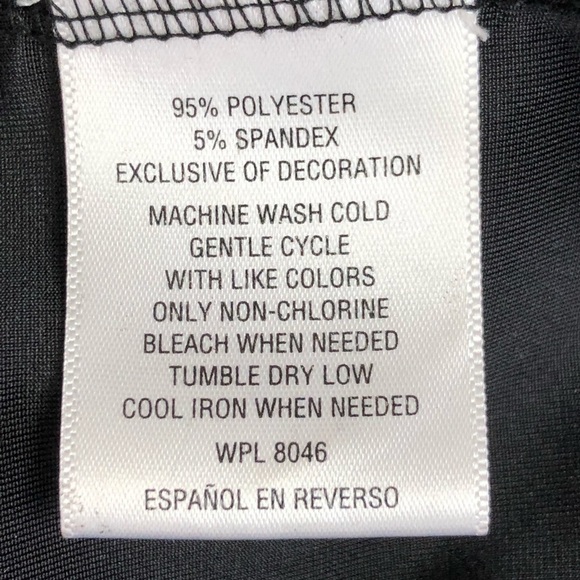 95% POLYESTER
5% SPANDEX
EXCLUSIVE OF DECORATION
MACHINE WASH COLD
GENTLE CYCLE
WITH LIKE COLORS
ONLY NON-CHLORINE
BLEACH WHEN NEEDED
TUMBLE DRY LOW
COOL IRON WHEN NEEDED
WPL 8046
ESPAÑOL EN REVERSO